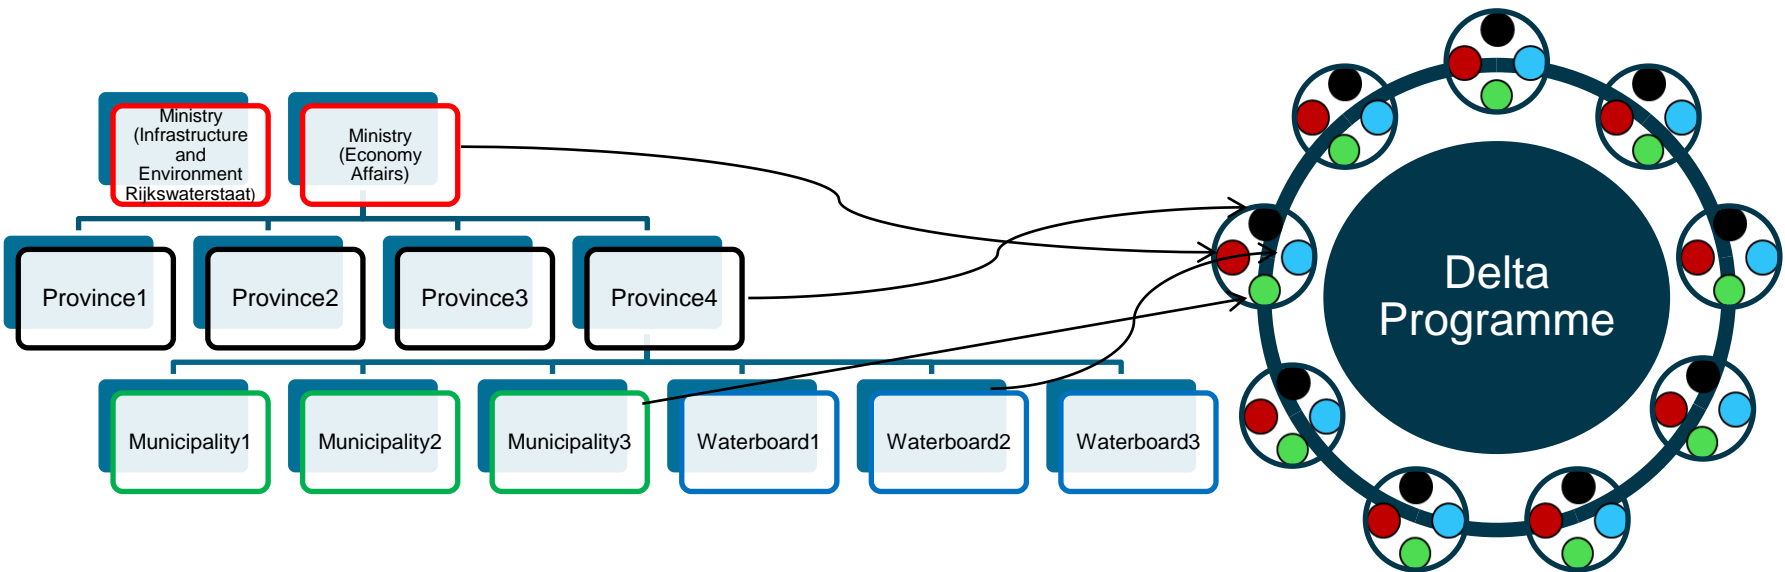 Ministry
(Infrastructure
and
Environment
Rijkswaterstaat)
Ministry
(Economy
Affairs)
Province1
Province2
Province3
Province4
Municipality1
Municipality2
Municipality3
Waterboard1
Waterboard2
Waterboard3
Delta
Programme